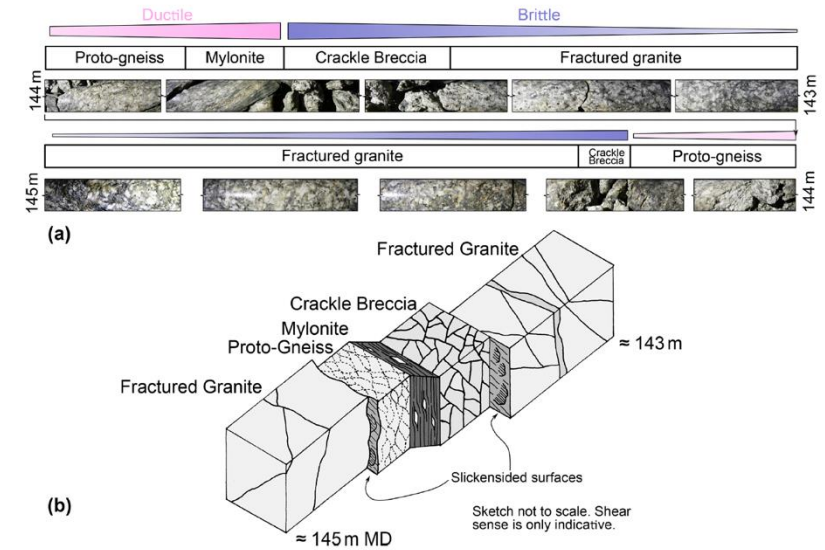 Ductile Brittle
Proto-gneiss Mylonite Crackle Breccia Fractured granite
144 m 143 m
Fractured granite Crackle Breccia Proto-gneiss
145 m 144 m
(a)
Fractured Granite
Crackle Breccia
Mylonite
Proto-Gneiss
Fractured Granite
≈ 143 m
Slickensided surfaces
Sketch not to scale. Shear
sense is only indicative.
(b)
≈ 145 m MD